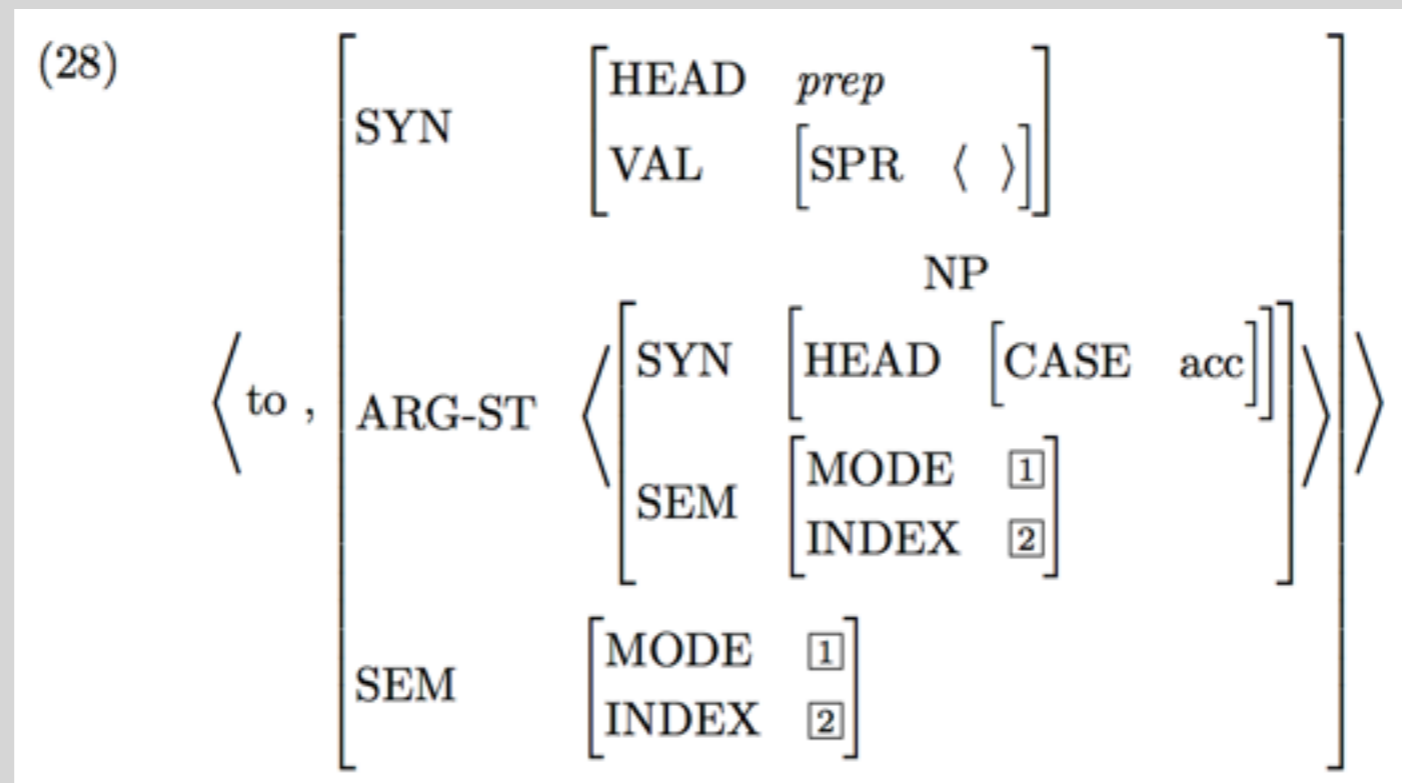 (28)
HEAD prep
SYN
VAL [SPR ⟨ ⟩]
NP
SYN [HEAD [CASE acc]]
⟨to , ARG-ST
MODE 1
SEM
INDEX 2
MODE 1
SEM
INDEX 2